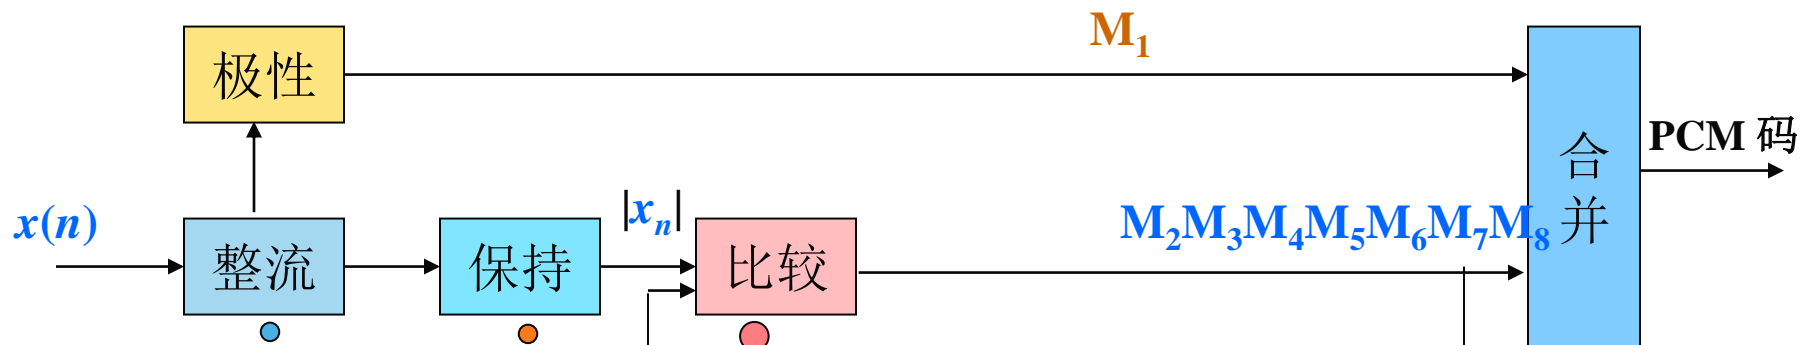 M₁
极性
PCM 码
合并
x(n)
|xₙ|
M₂M₃M₄M₅M₆M₇M₈
整流
保持
比较